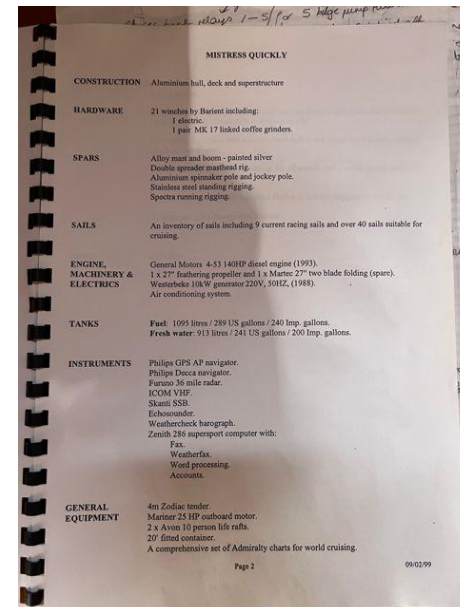 relays 1-5/for 5 bilge pump
MISTRESS QUICKLY
CONSTRUCTION Aluminium hull, deck and superstructure
HARDWARE 21 winches by Barient including:
1 electric.
1 pair MK 17 linked coffee grinders.
SPARS Alloy mast and boom - painted silver
Double spreader masthead rig.
Aluminium spinnaker pole and jockey pole.
Stainless steel standing rigging.
Spectra running rigging.
SAILS An inventory of sails including 9 current racing sails and over 40 sails suitable for
cruising.
ENGINE, General Motors 4-53 140HP diesel engine (1993).
MACHINERY & 1 x 27" feathering propeller and 1 x Martec 27" two blade folding (spare).
ELECTRICS Westerbeke 10kW generator 220V, 50HZ, (1988).
Air conditioning system.
TANKS Fuel: 1095 litres / 289 US gallons / 240 Imp. gallons.
Fresh water: 913 litres / 241 US gallons / 200 Imp. gallons.
INSTRUMENTS Philips GPS AP navigator.
Philips Decca navigator.
Furuno 36 mile radar.
ICOM VHF.
Skanti SSB.
Echosounder.
Weathercheck barograph.
Zenith 286 supersport computer with:
Fax.
Weatherfax.
Word processing.
Accounts.
GENERAL 4m Zodiac tender.
EQUIPMENT Mariner 25 HP outboard motor.
2 x Avon 10 person life rafts.
20' fitted container.
A comprehensive set of Admiralty charts for world cruising.
Page 2 09/02/99